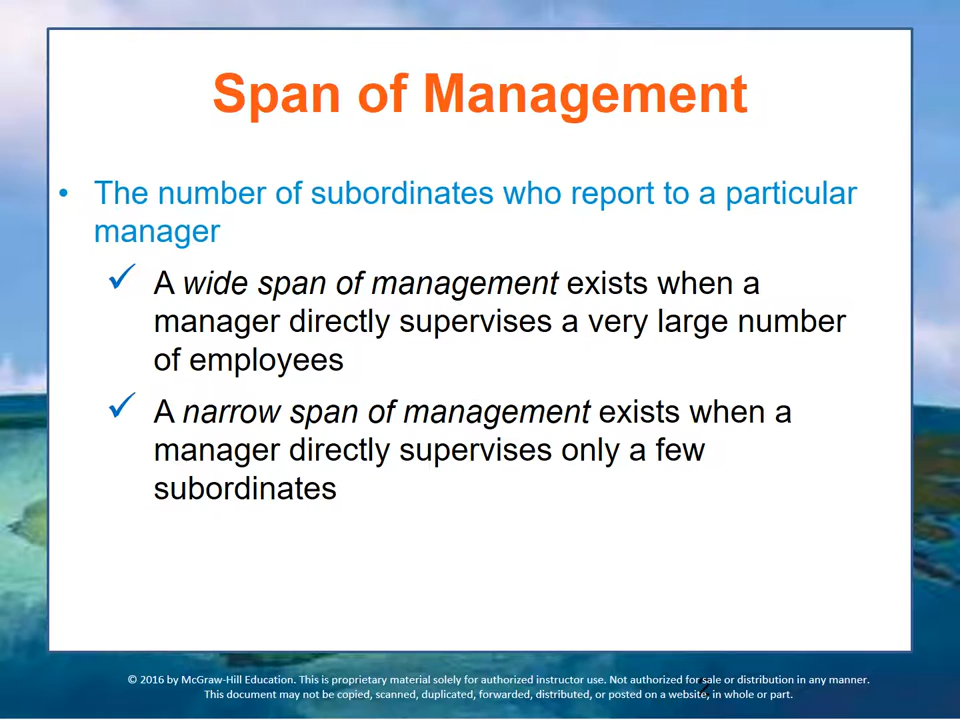 Span of Management
• The number of subordinates who report to a particular
manager
✓ A wide span of management exists when a
manager directly supervises a very large number
of employees
✓ A narrow span of management exists when a
manager directly supervises only a few
subordinates
© 2016 by McGraw-Hill Education. This is proprietary material solely for authorized instructor use. Not authorized for sale or distribution in any manner.
This document may not be copied, scanned, duplicated, forwarded, distributed, or posted on a website, in whole or part.